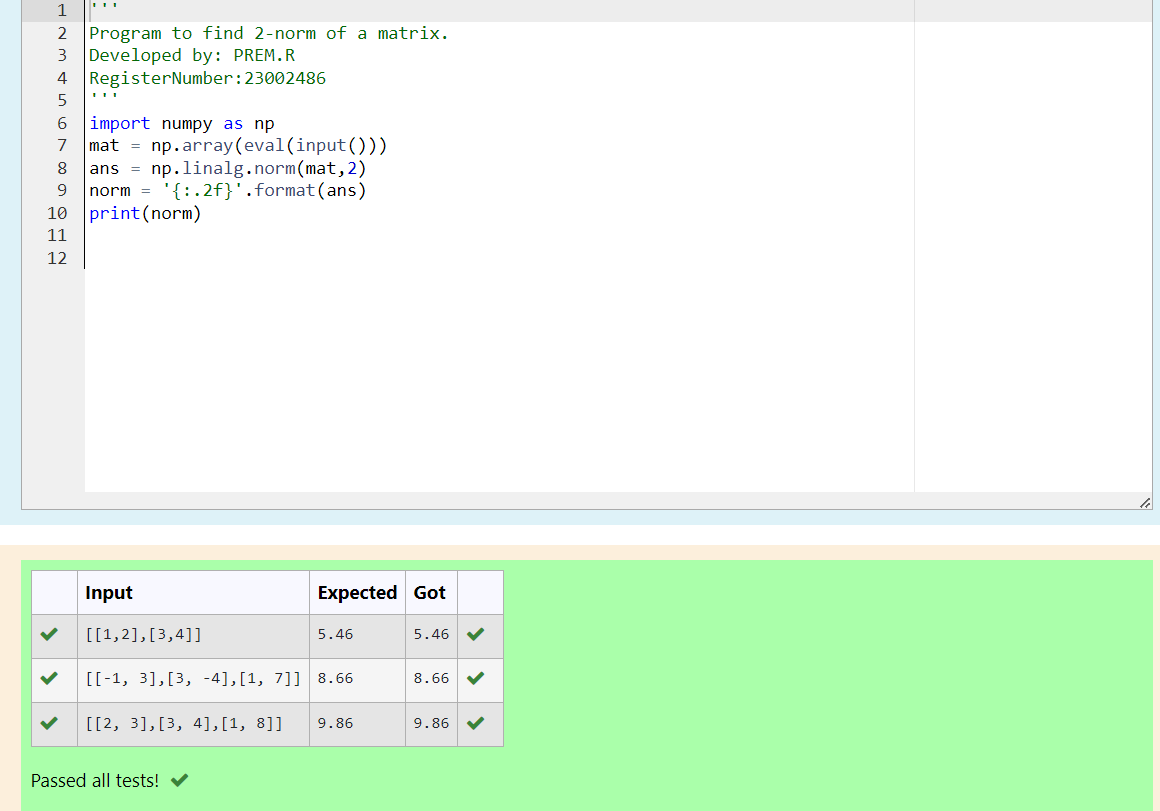 1 '''
2 Program to find 2-norm of a matrix.
3 Developed by: PREM.R
4 RegisterNumber:23002486
5 '''
6 import numpy as np
7 mat = np.array(eval(input()))
8 ans = np.linalg.norm(mat,2)
9 norm = '{:.2f}'.format(ans)
10 print(norm)
11
12
Input Expected Got
[[1,2],[3,4]] 5.46 5.46
[[-1, 3],[3, -4],[1, 7]] 8.66 8.66
[[2, 3],[3, 4],[1, 8]] 9.86 9.86
Passed all tests!